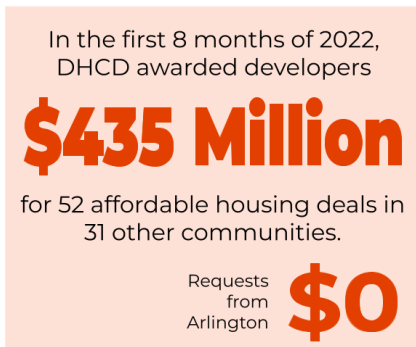 In the first 8 months of 2022,
DHCD awarded developers
$435 Million
for 52 affordable housing deals in
31 other communities.
Requests
from
Arlington
$0